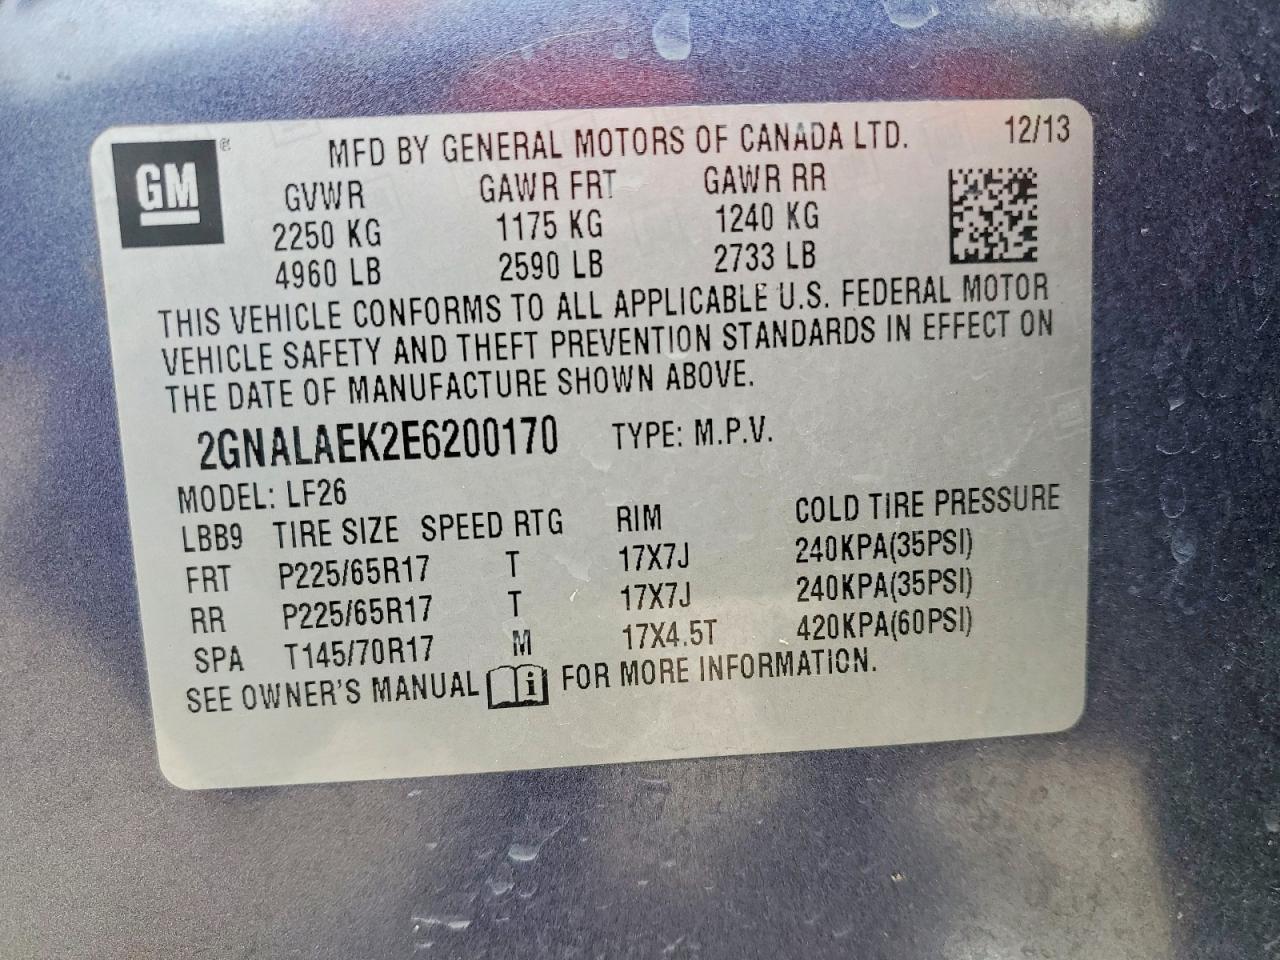 GM ®
MFD BY GENERAL MOTORS OF CANADA LTD. 12/13
GVWR GAWR FRT GAWR RR
2250 KG 1175 KG 1240 KG
4960 LB 2590 LB 2733 LB
THIS VEHICLE CONFORMS TO ALL APPLICABLE U.S. FEDERAL MOTOR
VEHICLE SAFETY AND THEFT PREVENTION STANDARDS IN EFFECT ON
THE DATE OF MANUFACTURE SHOWN ABOVE.
2GNALAEK2E6200170 TYPE: M.P.V.
MODEL: LF26
LBB9 TIRE SIZE SPEED RTG RIM COLD TIRE PRESSURE
FRT P225/65R17 T 17X7J 240KPA(35PSI)
RR P225/65R17 T 17X7J 240KPA(35PSI)
SPA T145/70R17 M 17X4.5T 420KPA(60PSI)
SEE OWNER'S MANUAL i FOR MORE INFORMATION.